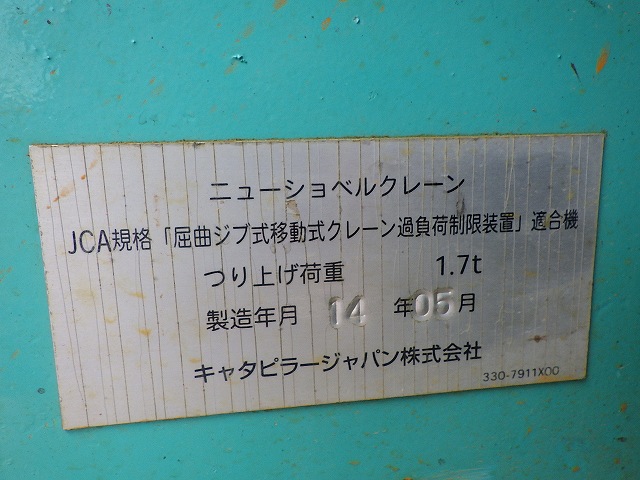 ニューショベルクレーン
JCA規格「屈曲ジブ式移動式クレーン過負荷制限装置」適合機
つり上げ荷重 1.7t
製造年月 14 年05月
キャタピラージャパン株式会社
330-7911X00